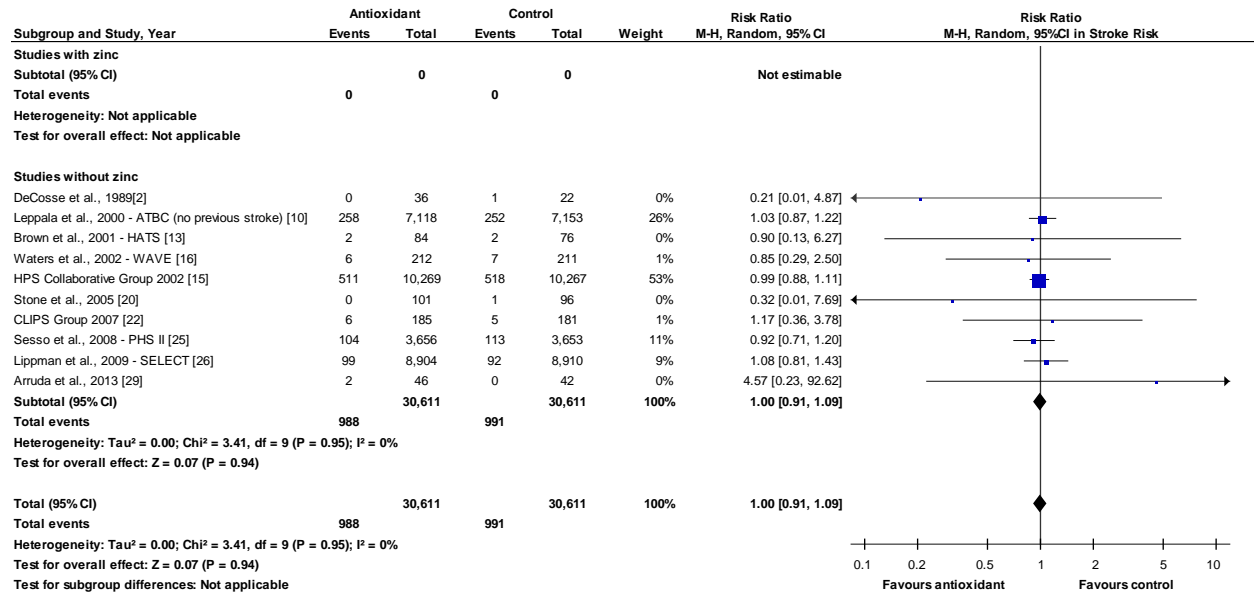 Antioxidant Control Risk Ratio Risk Ratio
Subgroup and Study, Year Events Total Events Total Weight M-H, Random, 95% CI M-H, Random, 95%CI in Stroke Risk
Studies with zinc
Subtotal (95% CI) 0 0 Not estimable
Total events 0 0
Heterogeneity: Not applicable
Test for overall effect: Not applicable
Studies without zinc
DeCosse et al., 1989[2] 0 36 1 22 0% 0.21 [0.01, 4.87]
Leppala et al., 2000 - ATBC (no previous stroke) [10] 258 7,118 252 7,153 26% 1.03 [0.87, 1.22]
Brown et al., 2001 - HATS [13] 2 84 2 76 0% 0.90 [0.13, 6.27]
Waters et al., 2002 - WAVE [16] 6 212 7 211 1% 0.85 [0.29, 2.50]
HPS Collaborative Group 2002 [15] 511 10,269 518 10,267 53% 0.99 [0.88, 1.11]
Stone et al., 2005 [20] 0 101 1 96 0% 0.32 [0.01, 7.69]
CLIPS Group 2007 [22] 6 185 5 181 1% 1.17 [0.36, 3.78]
Sesso et al., 2008 - PHS II [25] 104 3,656 113 3,653 11% 0.92 [0.71, 1.20]
Lippman et al., 2009 - SELECT [26] 99 8,904 92 8,910 9% 1.08 [0.81, 1.43]
Arruda et al., 2013 [29] 2 46 0 42 0% 4.57 [0.23, 92.62]
Subtotal (95% CI) 30,611 30,611 100% 1.00 [0.91, 1.09]
Total events 988 991
Heterogeneity: Tau² = 0.00; Chi² = 3.41, df = 9 (P = 0.95); I² = 0%
Test for overall effect: Z = 0.07 (P = 0.94)
Total (95% CI) 30,611 30,611 100% 1.00 [0.91, 1.09]
Total events 988 991
Heterogeneity: Tau² = 0.00; Chi² = 3.41, df = 9 (P = 0.95); I² = 0%
Test for overall effect: Z = 0.07 (P = 0.94)
Test for subgroup differences: Not applicable
0.1 0.2 0.5 1 2 5 10
Favours antioxidant Favours control